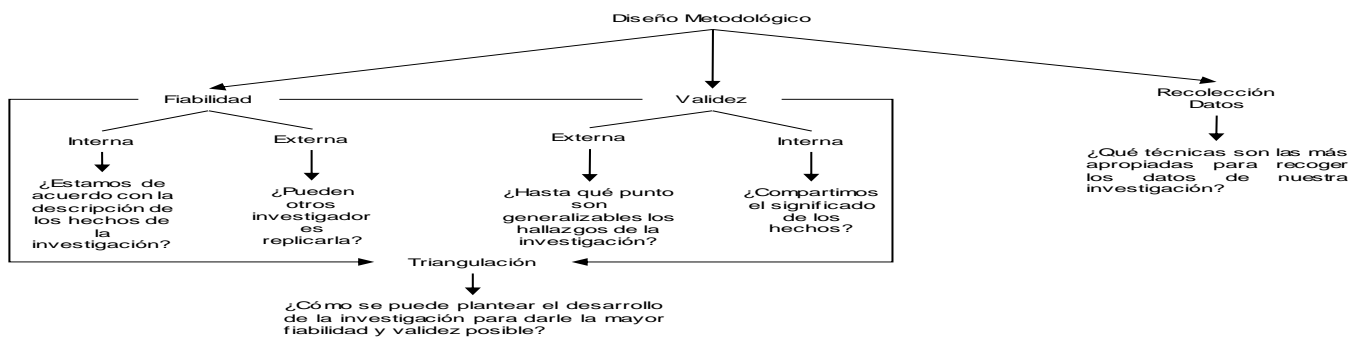 Diseño Metodológico
Fiabilidad
Validez
Recolección
Datos
Interna
Externa
Externa
Interna
¿Estamos de
acuerdo con la
descripción de
los hechos de
la
investigación?
¿Pueden
otros
investigador
es
replicarla?
¿Hasta qué punto
son
generalizables los
hallazgos de la
investigación?
¿Compartimos
el significado
de los
hechos?
¿Qué técnicas son las más
apropiadas para recoger
los datos de nuestra
investigación?
Triangulación
¿Cómo se puede plantear el desarrollo
de la investigación para darle la mayor
fiabilidad y validez posible?